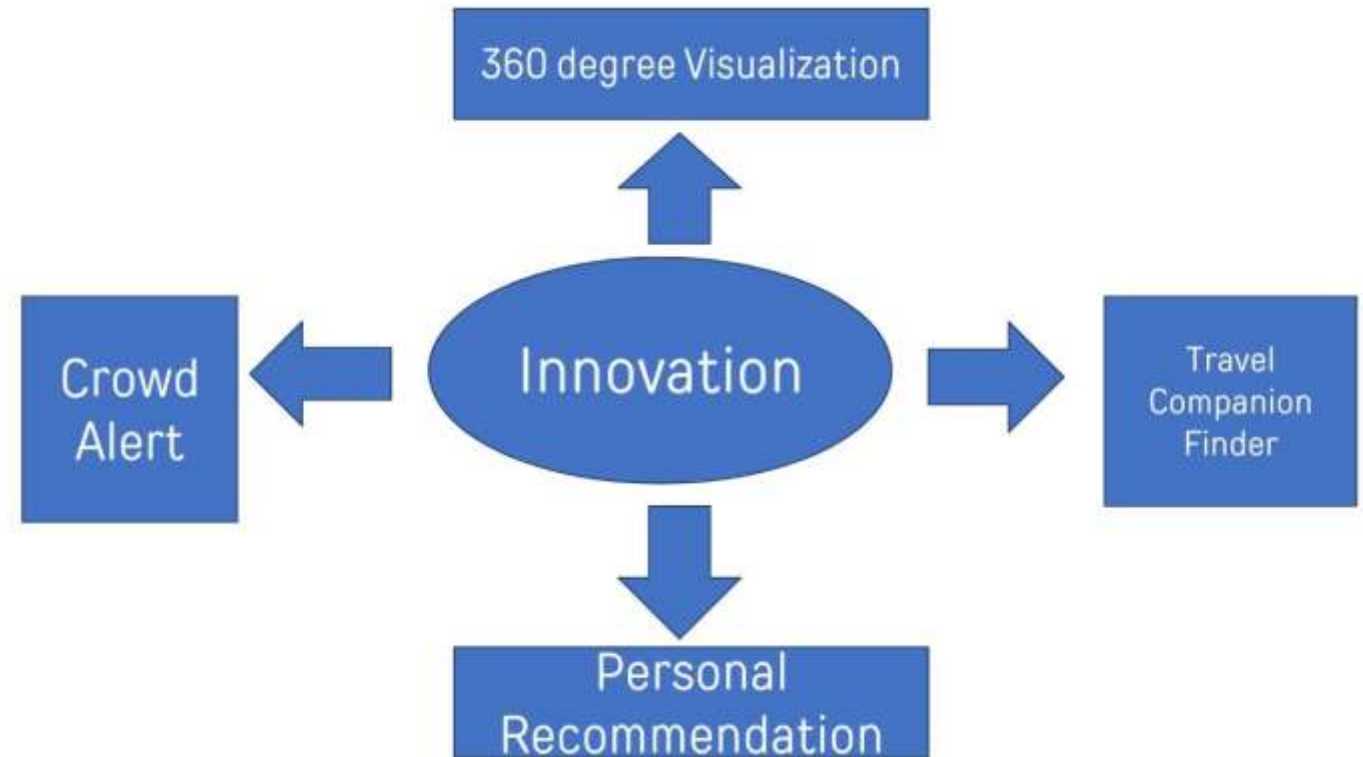 360 degree Visualization
Crowd
Alert
Innovation
Travel
Companion
Finder
Personal
Recommendation